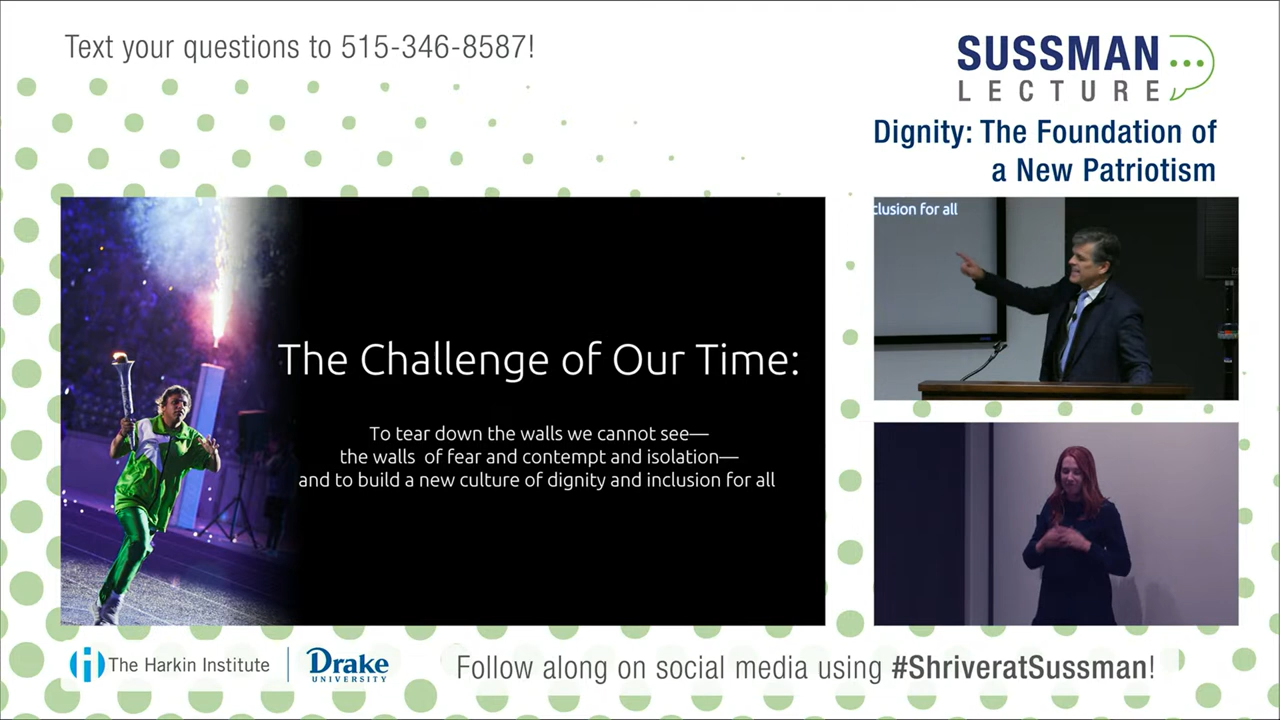 Text your questions to 515-346-8587!
SUSSMAN
LECTURE
Dignity: The Foundation of
a New Patriotism
clusion for all
The Challenge of Our Time:
To tear down the walls we cannot see—
the walls of fear and contempt and isolation—
and to build a new culture of dignity and inclusion for all
The Harkin Institute
Drake
UNIVERSITY
Follow along on social media using #ShriveratSussman!